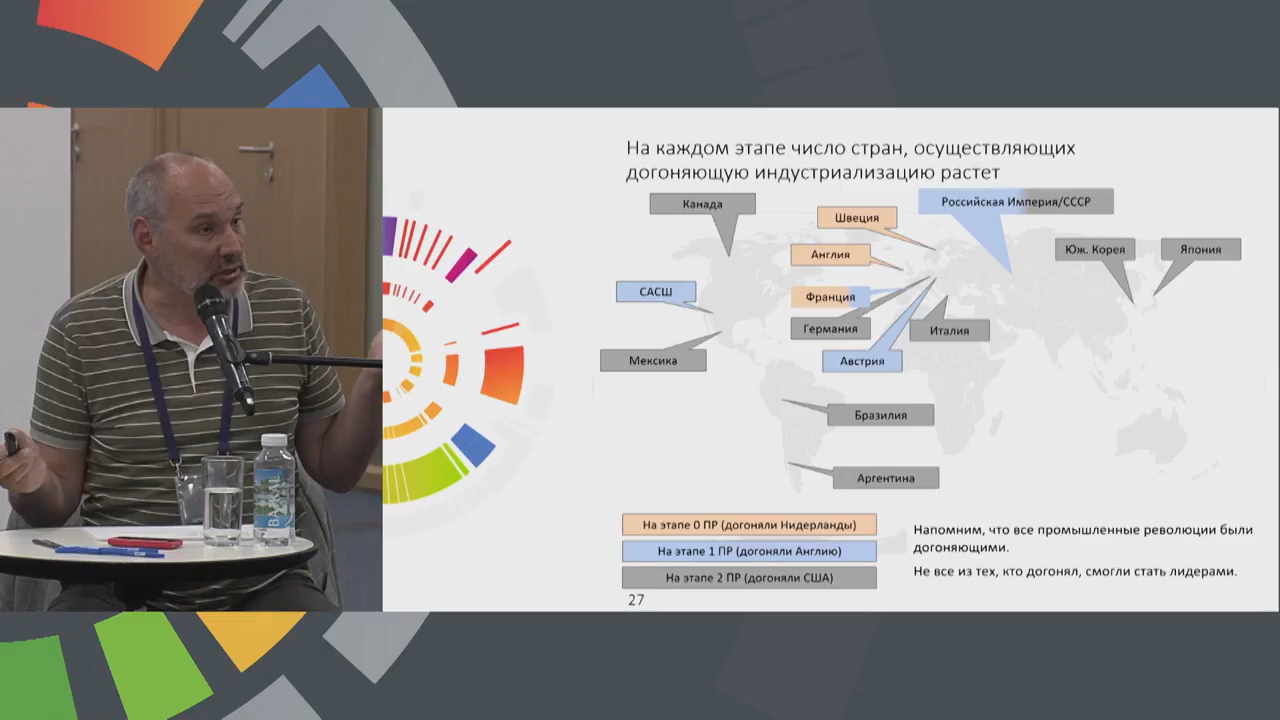 На каждом этапе число стран, осуществляющих
догоняющую индустриализацию растет
Канада
Швеция
Российская Империя/СССР
Англия
Юж. Корея
Япония
САСШ
Франция
Германия
Италия
Мексика
Австрия
Бразилия
Аргентина
На этапе 0 ПР (догоняли Нидерланды)
На этапе 1 ПР (догоняли Англию)
На этапе 2 ПР (догоняли США)
Напомним, что все промышленные революции были
догоняющими.
Не все из тех, кто догонял, смогли стать лидерами.
27